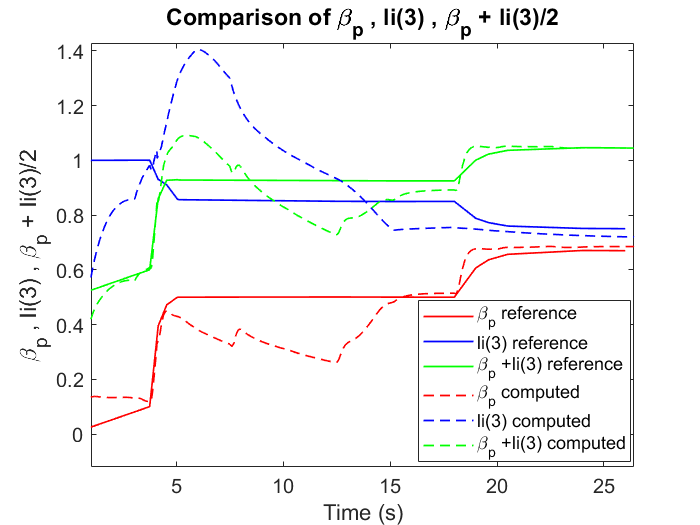 Comparison of βp , li(3) , βp + li(3)/2
βp , li(3) , βp + li(3)/2
1.4
1.2
1
0.8
0.6
0.4
0.2
0
βp reference
li(3) reference
βp +li(3) reference
βp computed
li(3) computed
βp +li(3) computed
5
10
15
20
25
Time (s)